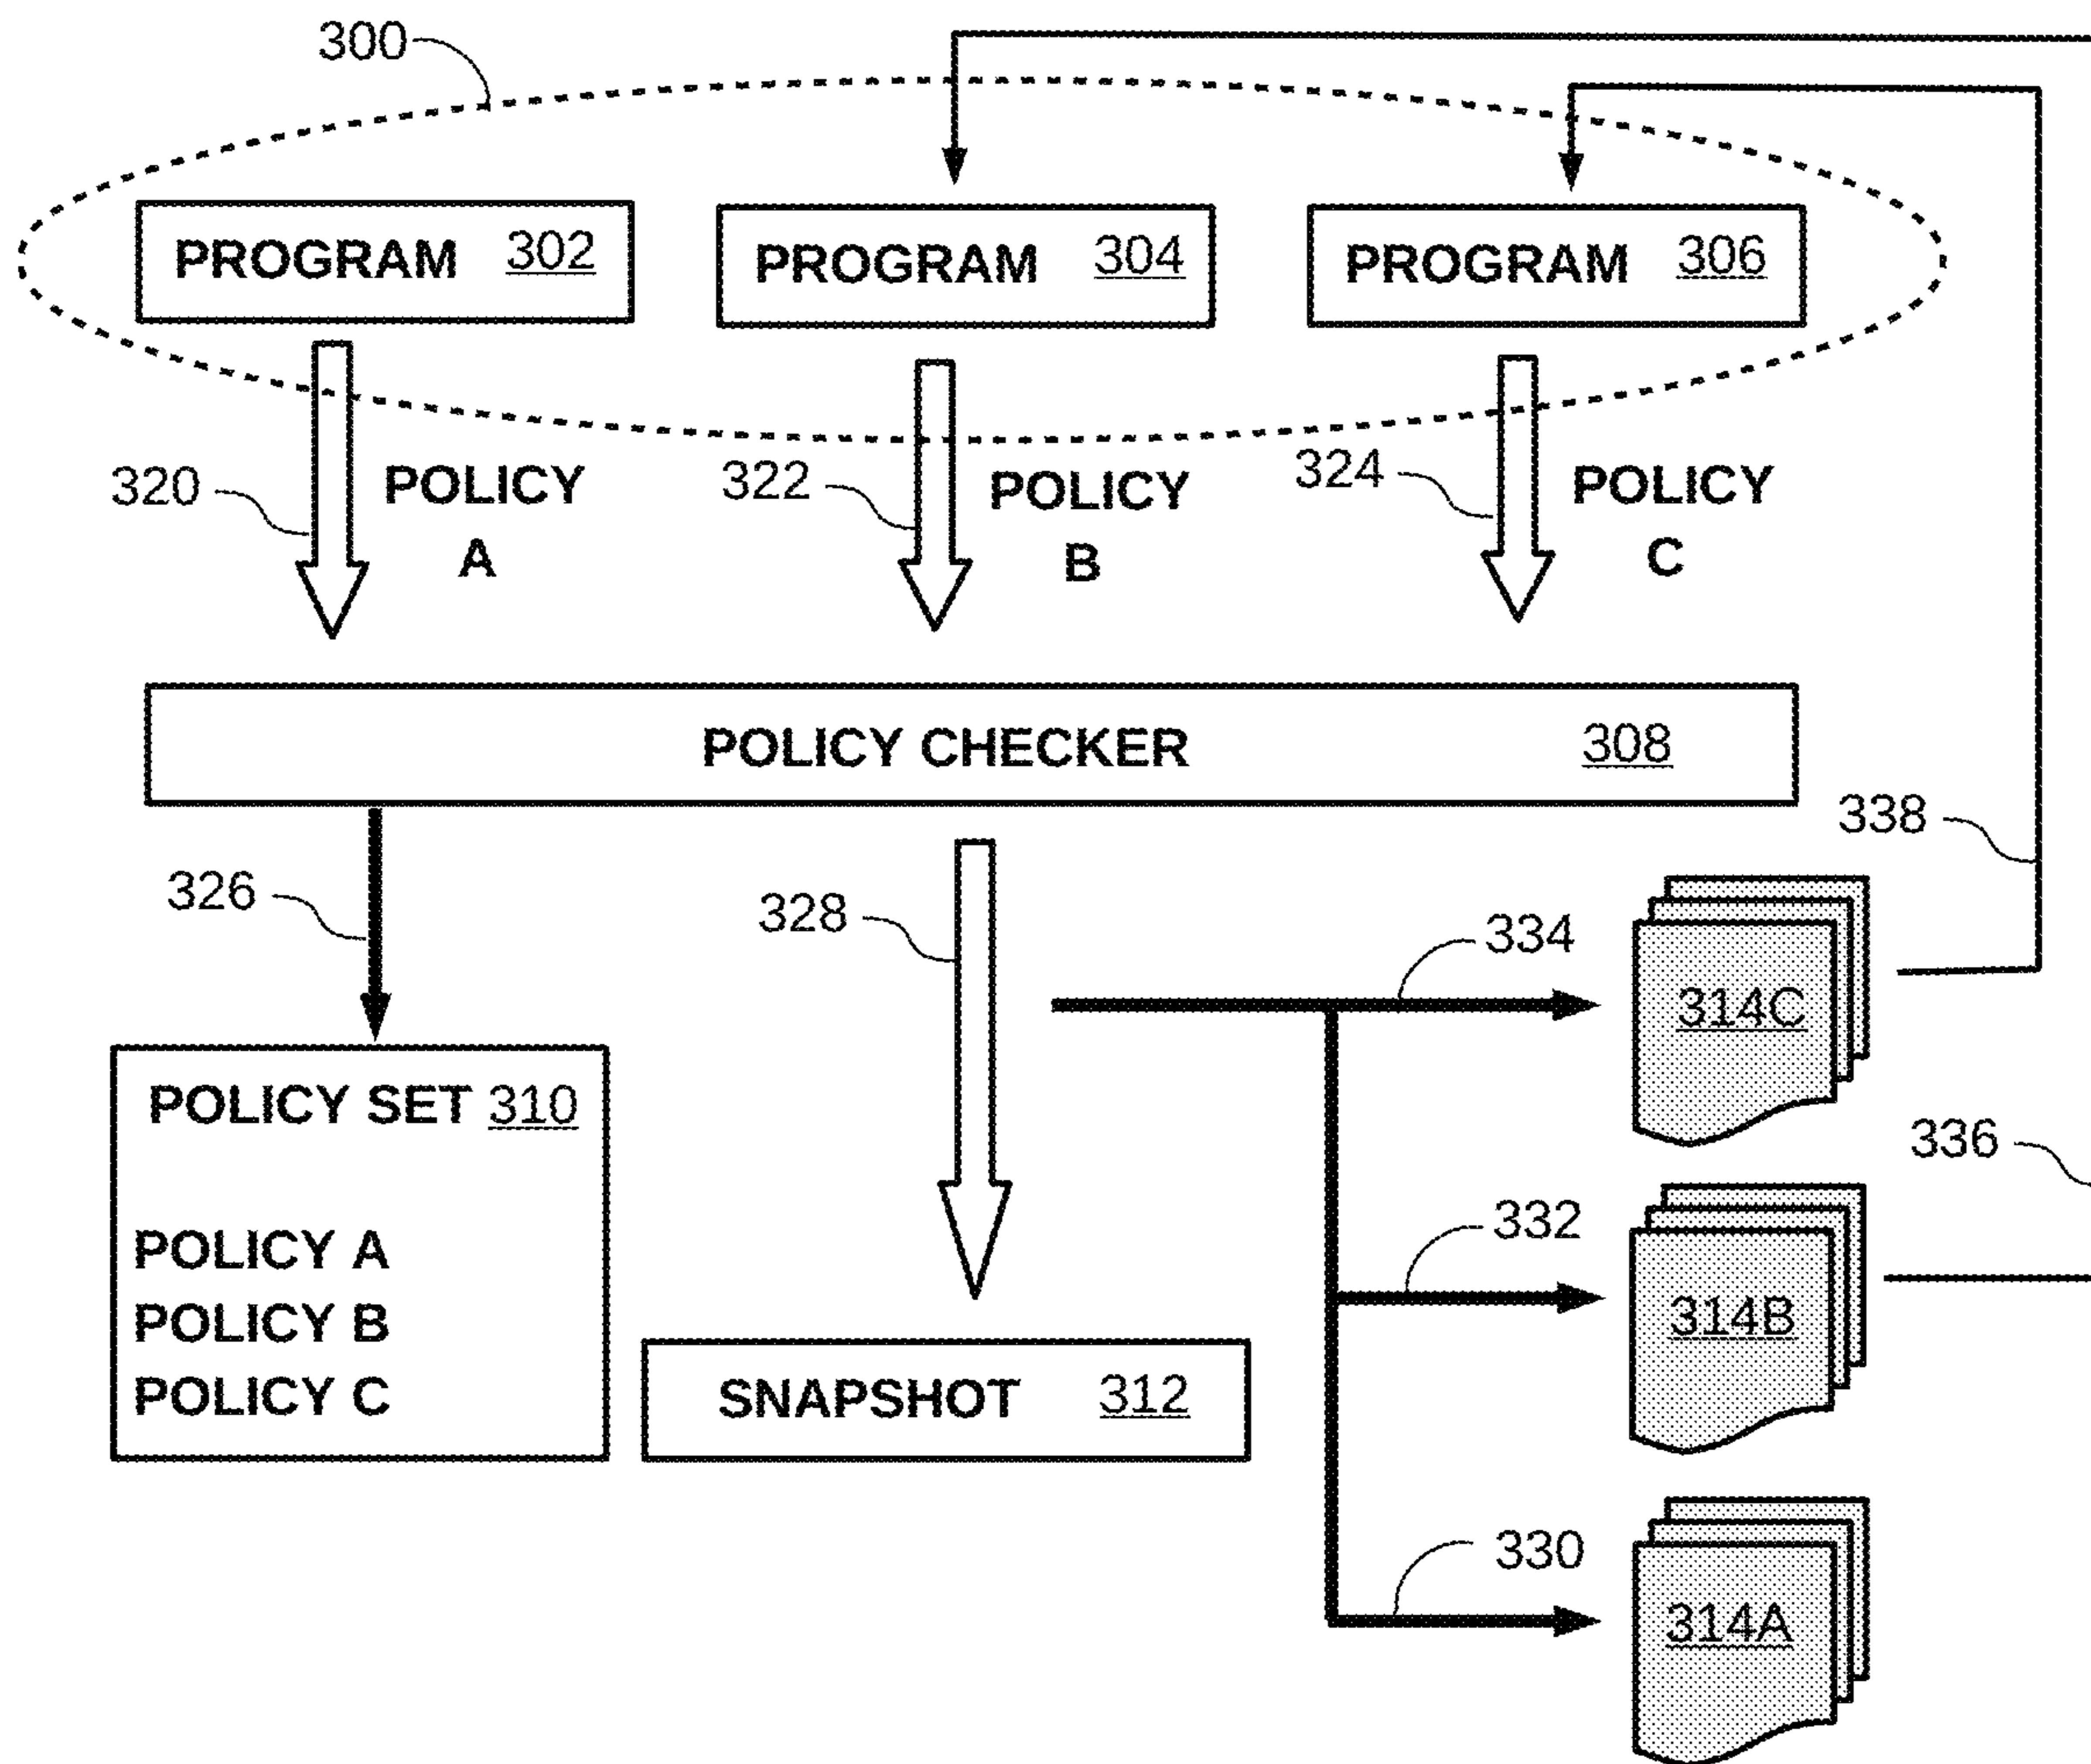 300
PROGRAM 302
PROGRAM 304
PROGRAM 306
320
POLICY
A
322
POLICY
B
324
POLICY
C
POLICY CHECKER 308
338
326
328
334
314C
POLICY SET 310
POLICY A
POLICY B
POLICY C
336
332
314B
SNAPSHOT 312
330
314A